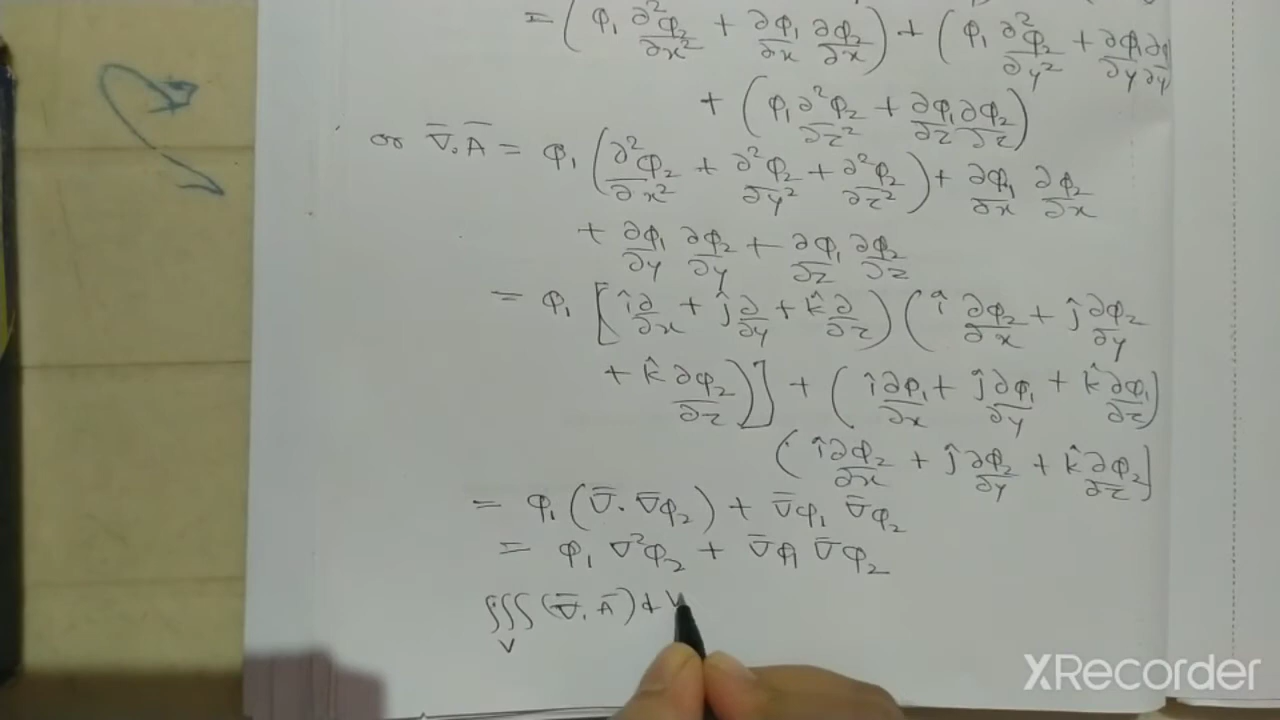 = (φ₁ ∂²φ₂/∂x² + ∂φ₁/∂x ∂φ₂/∂x) + (φ₁ ∂²φ₂/∂y² + ∂φ₁/∂y ∂φ/∂y
+ (φ₁ ∂²φ₂/∂z² + ∂φ₁/∂z ∂φ₂/∂z)
or ∇̄.Ā = φ₁ (∂²φ₂/∂x² + ∂²φ₂/∂y² + ∂²φ₂/∂z²) + ∂φ₁/∂x ∂φ₂/∂x
+ ∂φ₁/∂y ∂φ₂/∂y + ∂φ₁/∂z ∂φ₂/∂z
= φ₁ [î∂/∂x + ĵ∂/∂y + k̂∂/∂z) (î ∂φ₂/∂x + ĵ ∂φ₂/∂y
+ k̂ ∂φ₂/∂z)] + (î∂φ₁/∂x + ĵ∂φ₁/∂y + k̂∂φ₁/∂z)
(î∂φ₂/∂x + ĵ∂φ₂/∂y + k̂∂φ₂/∂z]
= φ₁ (∇̄. ∇̄φ₂) + ∇̄φ₁ ∇̄φ₂
= φ₁ ∇²φ₂ + ∇̄φ₁ ∇̄φ₂
∫∫∫_V (∇̄. Ā) dV
XRecorder